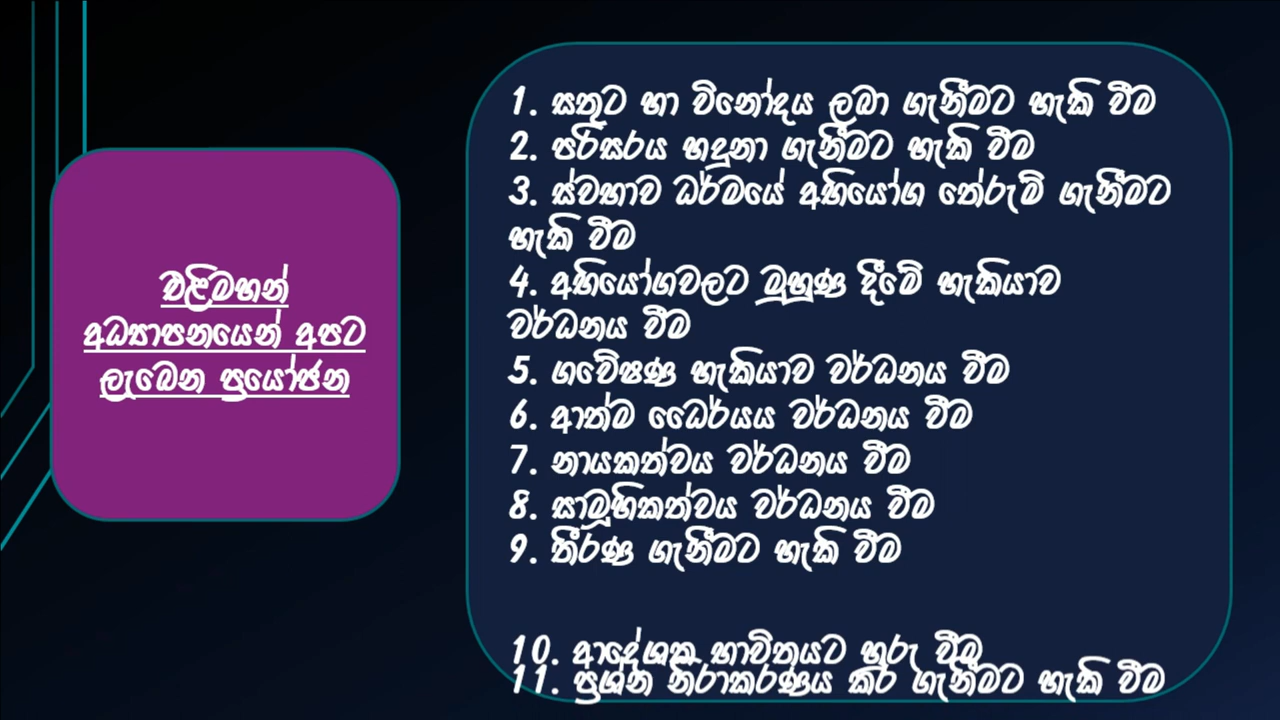 එළිමහන්
අධ්‍යාපනයෙන් අපට
ලැබෙන ප්‍රයෝජන
1. සතුට හා විනෝදය ලබා ගැනීමට හැකි වීම
2. පරිසරය හදුනා ගැනීමට හැකි වීම
3. ස්වභාව ධර්මයේ අභියෝග තේරුම් ගැනීමට
හැකි වීම
4. අභියෝගවලට මුහුණ දීමේ හැකියාව
වර්ධනය වීම
5. ගවේෂණ හැකියාව වර්ධනය වීම
6. ආත්ම ධෛර්යය වර්ධනය වීම
7. නායකත්වය වර්ධනය වීම
8. සාමූහිකත්වය වර්ධනය වීම
9. තීරණ ගැනීමට හැකි වීම
10. ආදේශක භාවිතයට හුරු වීම
11. ප්‍රශ්න නිරාකරණය කර ගැනීමට හැකි වීම